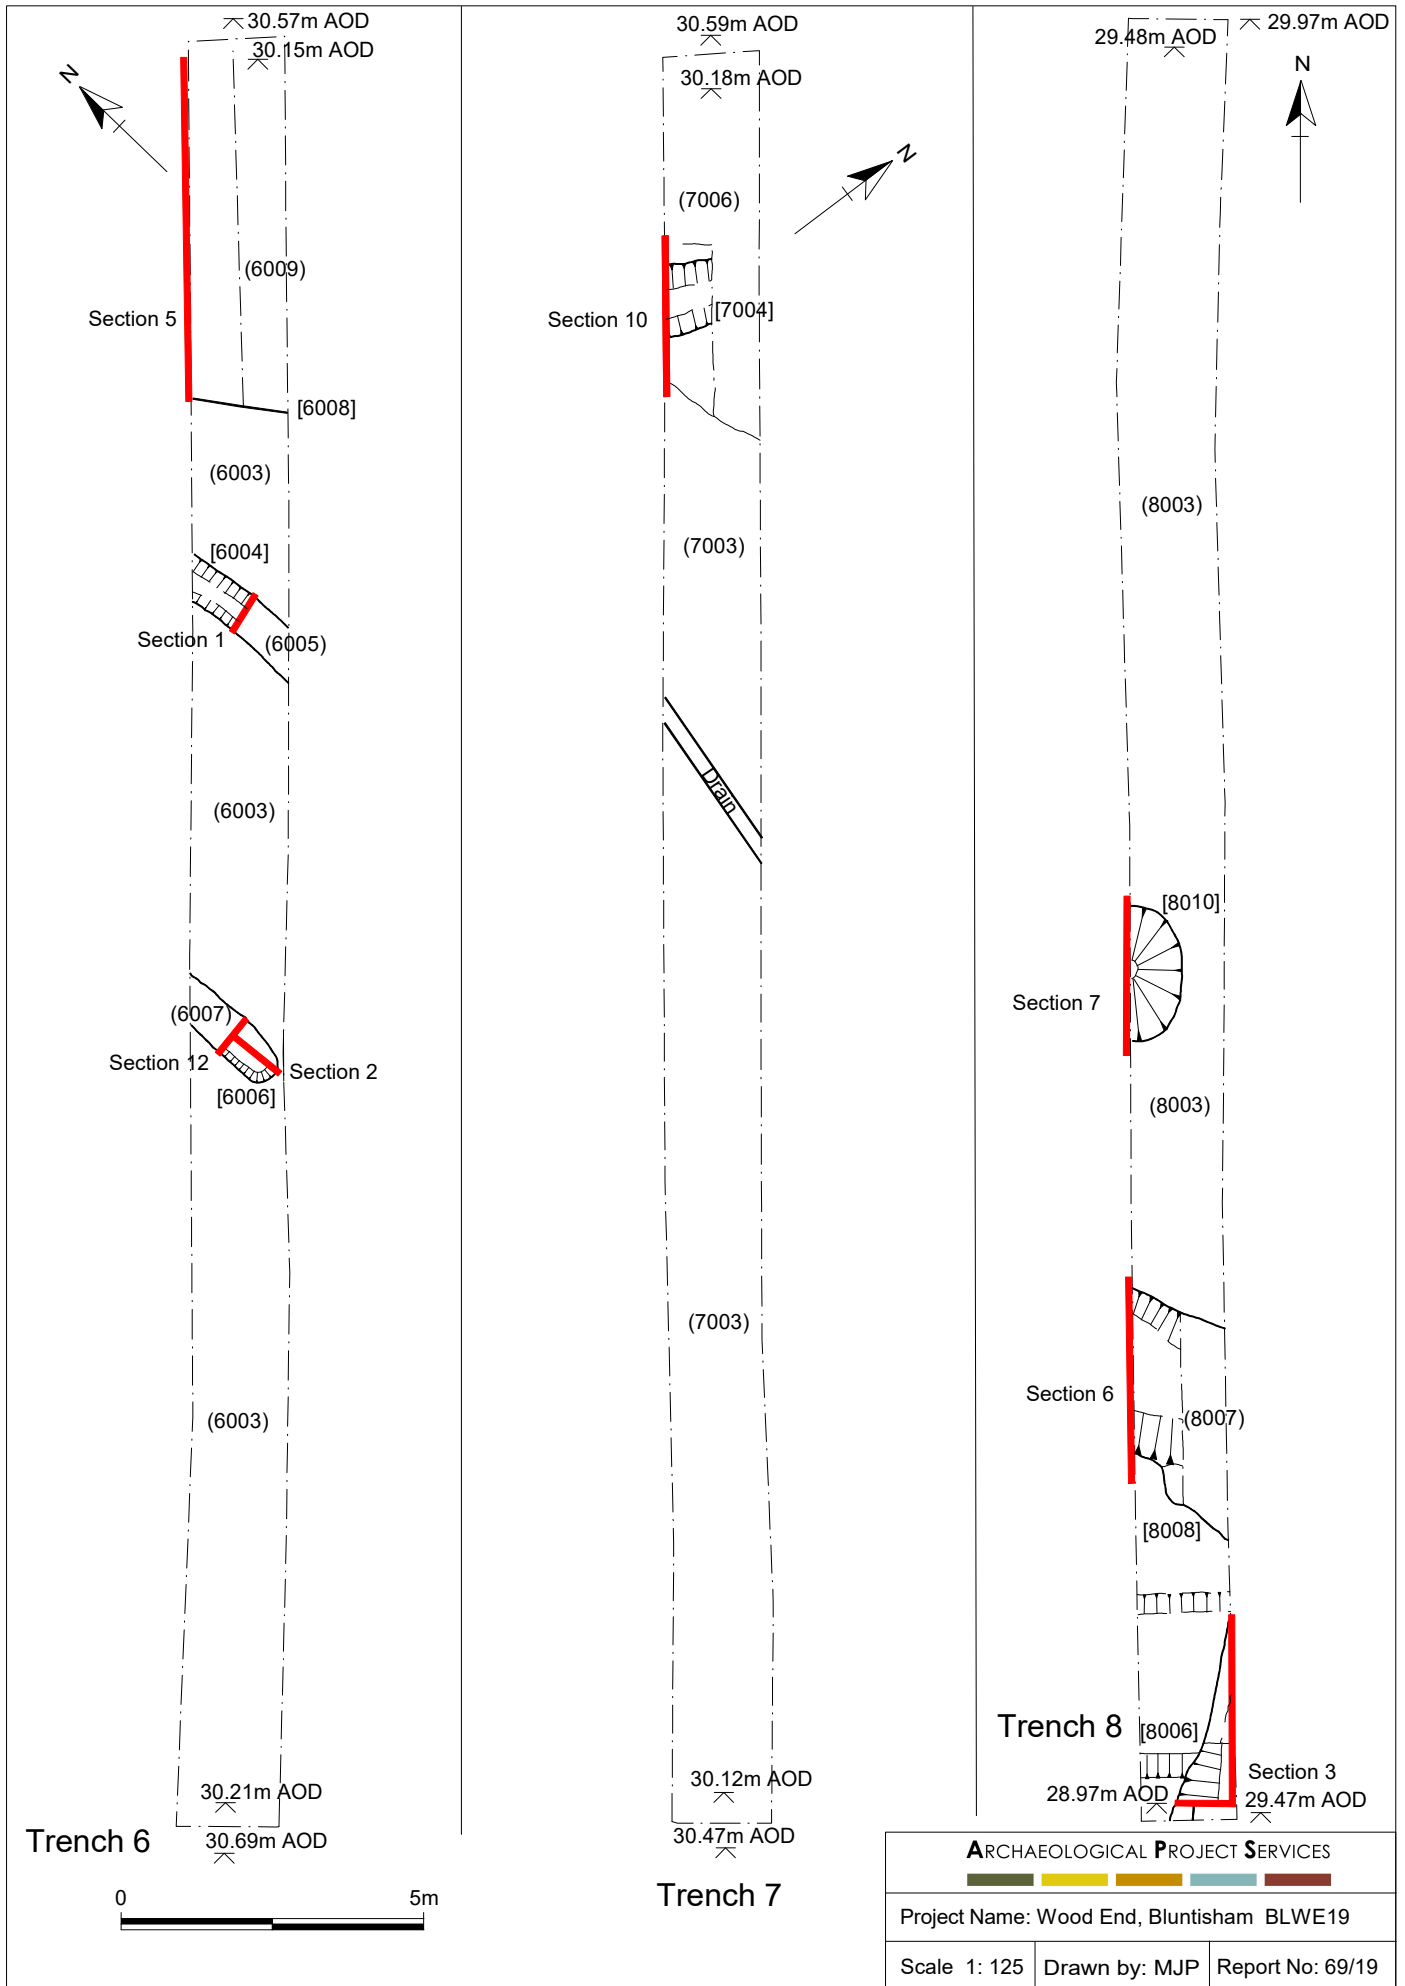 30.57m AOD
30.15m AOD
N
(6009)
Section 5
[6008]
(6003)
[6004]
Section 1
(6005)
(6003)
(6007)
Section 12
Section 2
[6006]
(6003)
30.21m AOD
Trench 6
30.69m AOD
0
5m
30.59m AOD
30.18m AOD
N
(7006)
Section 10
[7004]
(7003)
Drain
(7003)
30.12m AOD
30.47m AOD
Trench 7
29.97m AOD
29.48m AOD
N
(8003)
[8010]
Section 7
(8003)
Section 6
(8007)
[8008]
Trench 8
[8006]
Section 3
28.97m AOD
29.47m AOD
ARCHAEOLOGICAL PROJECT SERVICES
Project Name: Wood End, Bluntisham BLWE19
Scale 1: 125
Drawn by: MJP
Report No: 69/19